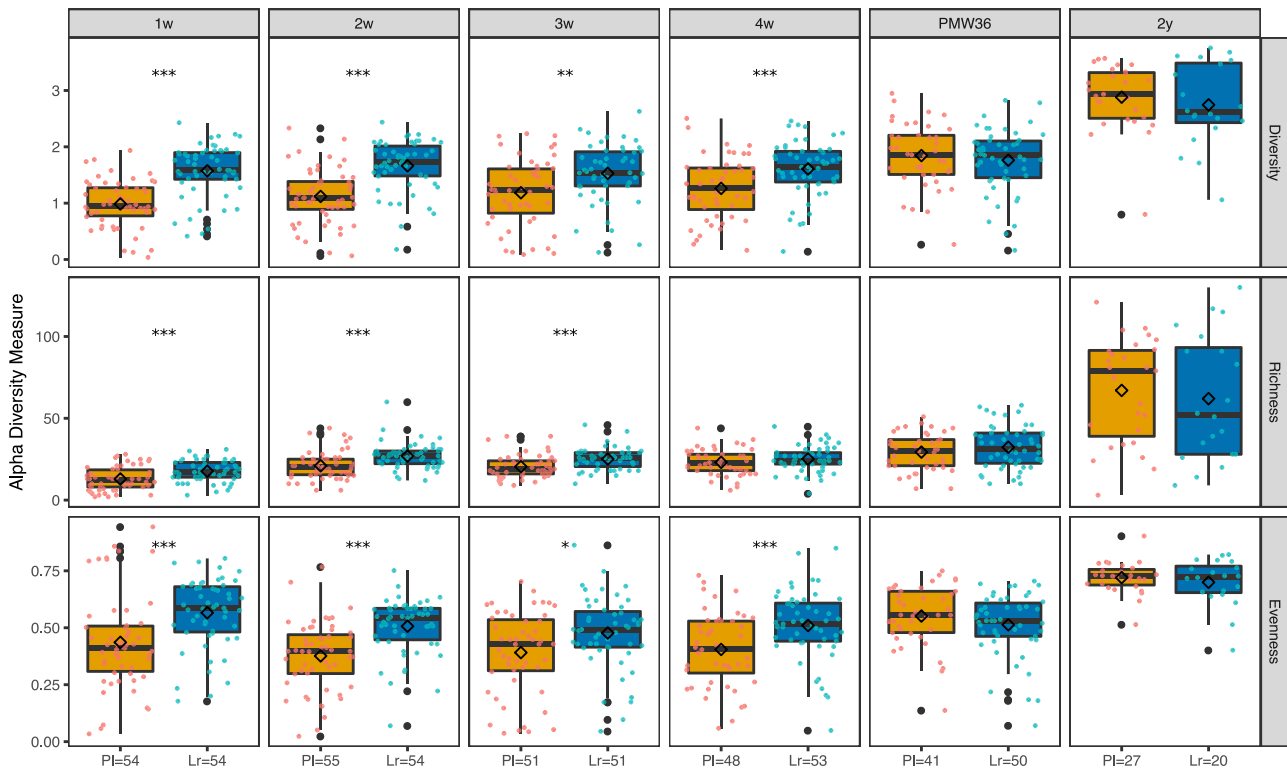 1w 2w 3w 4w PMW36 2y
*** *** ** ***
3
2
1
0
Diversity
*** *** ***
100
50
0
Richness
Alpha Diversity Measure
*** *** * ***
0.75
0.50
0.25
0.00
Evenness
Pl=54 Lr=54 Pl=55 Lr=54 Pl=51 Lr=51 Pl=48 Lr=53 Pl=41 Lr=50 Pl=27 Lr=20